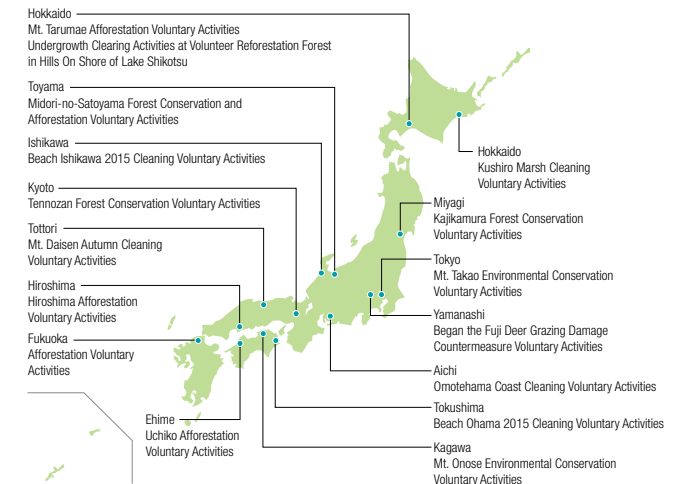 Hokkaido
Mt. Tarumae Afforestation Voluntary Activities
Undergrowth Clearing Activities at Volunteer Reforestation Forest
in Hills On Shore of Lake Shikotsu
Toyama
Midori-no-Satoyama Forest Conservation and
Afforestation Voluntary Activities
Ishikawa
Beach Ishikawa 2015 Cleaning Voluntary Activities
Kyoto
Tennozan Forest Conservation Voluntary Activities
Tottori
Mt. Daisen Autumn Cleaning
Voluntary Activities
Hiroshima
Hiroshima Afforestation
Voluntary Activities
Fukuoka
Afforestation Voluntary
Activities
Ehime
Uchiko Afforestation
Voluntary Activities
Hokkaido
Kushiro Marsh Cleaning
Voluntary Activities
Miyagi
Kajikamura Forest Conservation
Voluntary Activities
Tokyo
Mt. Takao Environmental Conservation
Voluntary Activities
Yamanashi
Began the Fuji Deer Grazing Damage
Countermeasure Voluntary Activities
Aichi
Omotehama Coast Cleaning Voluntary Activities
Tokushima
Beach Ohama 2015 Cleaning Voluntary Activities
Kagawa
Mt. Onose Environmental Conservation
Voluntary Activities